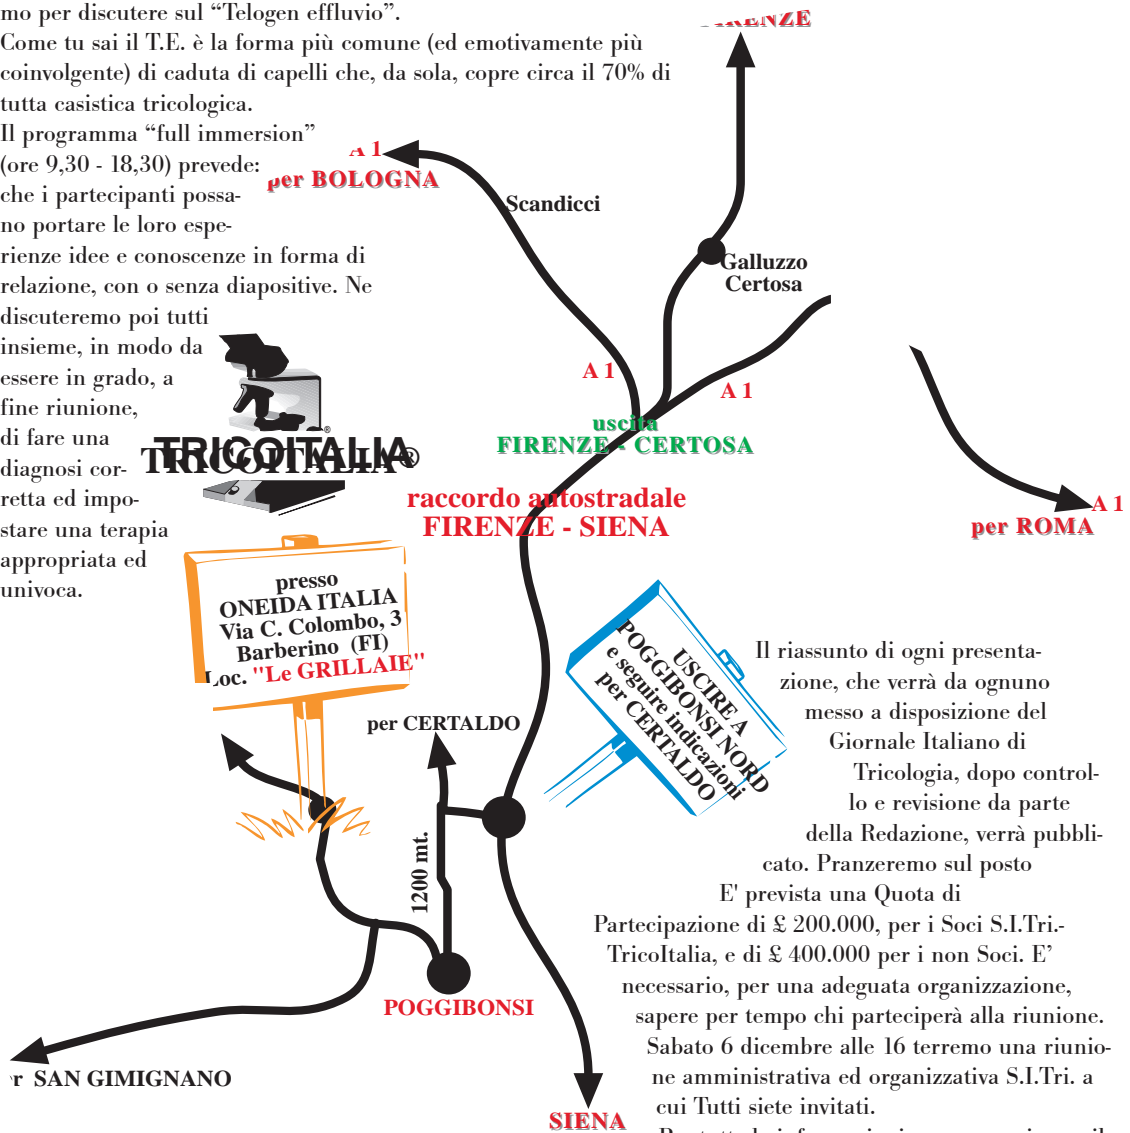 mo per discutere sul “Telogen effluvio”.
Come tu sai il T.E. è la forma più comune (ed emotivamente più
coinvolgente) di caduta di capelli che, da sola, copre circa il 70% di
tutta casistica tricologica.
Il programma “full immersion”
(ore 9,30 - 18,30) prevede:
che i partecipanti possa-
no portare le loro espe-
rienze idee e conoscenze in forma di
relazione, con o senza diapositive. Ne
discuteremo poi tutti
insieme, in modo da
essere in grado, a
fine riunione,
di fare una
diagnosi cor-
retta ed impo-
stare una terapia
appropriata ed
univoca.
A 1
per BOLOGNA
Scandicci
Galluzzo
Certosa
A 1
A 1
uscita
FIRENZE - CERTOSA
raccordo autostradale
FIRENZE - SIENA
A 1
per ROMA
®
TRICOITALIA
TRICOITALIA®
presso
ONEIDA ITALIA
Via C. Colombo, 3
Barberino (FI)
Loc. "Le GRILLAIE"
USCIRE A
POGGIBONSI NORD
e seguire indicazioni
per CERTALDO
per CERTALDO
1200 mt.
POGGIBONSI
r SAN GIMIGNANO
SIENA
Il riassunto di ogni presenta-
zione, che verrà da ognuno
messo a disposizione del
Giornale Italiano di
Tricologia, dopo control-
lo e revisione da parte
della Redazione, verrà pubbli-
cato. Pranzeremo sul posto
E' prevista una Quota di
Partecipazione di £ 200.000, per i Soci S.I.Tri.-
TricoItalia, e di £ 400.000 per i non Soci. E’
necessario, per una adeguata organizzazione,
sapere per tempo chi parteciperà alla riunione.
Sabato 6 dicembre alle 16 terremo una riunio-
ne amministrativa ed organizzativa S.I.Tri. a
cui Tutti siete invitati.